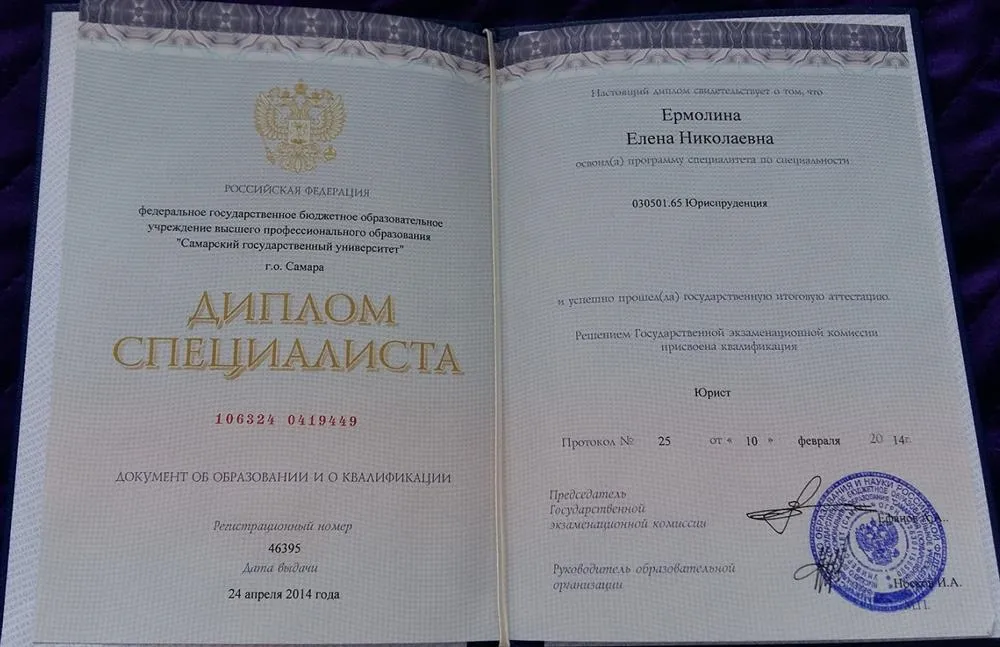 РОССИЙСКАЯ ФЕДЕРАЦИЯ
федеральное государственное бюджетное образовательное
учреждение высшего профессионального образования
"Самарский государственный университет"
г.о. Самара
ДИПЛОМ
СПЕЦИАЛИСТА
106324 0419449
ДОКУМЕНТ ОБ ОБРАЗОВАНИИ И О КВАЛИФИКАЦИИ
Регистрационный номер
46395
Дата выдачи
24 апреля 2014 года
Настоящий диплом свидетельствует о том, что
Ермолина
Елена Николаевна
освоил(а) программу специалитета по специальности
030501.65 Юриспруденция
и успешно прошел(ла) государственную итоговую аттестацию.
Решением Государственной экзаменационной комиссии
присвоена квалификация
Юрист
Протокол № 25 от « 10 » февраля 20 14г.
Председатель
Государственной
экзаменационной комиссии
Руководитель образовательной
организации
И.А.
М.П.